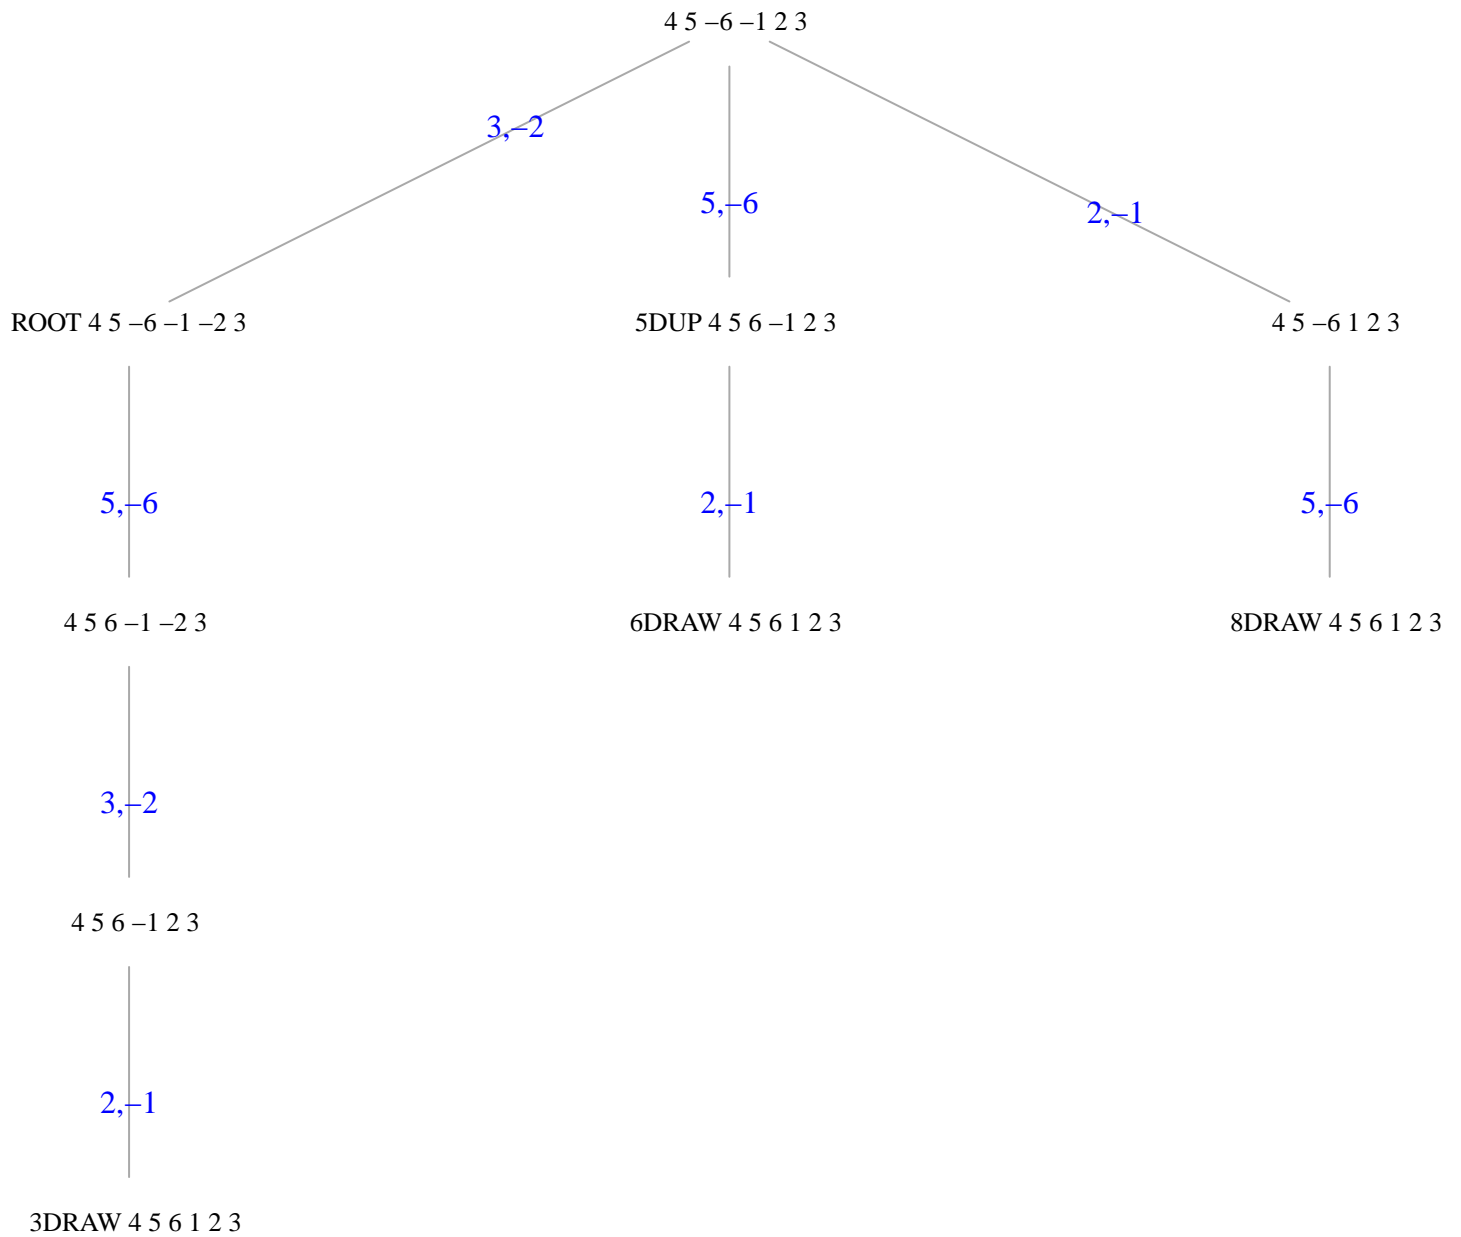 4 5 –6 –1 2 3
3,–2
5,–6
2,–1
ROOT 4 5 –6 –1 –2 3
5DUP 4 5 6 –1 2 3
4 5 –6 1 2 3
5,–6
2,–1
5,–6
4 5 6 –1 –2 3
6DRAW 4 5 6 1 2 3
8DRAW 4 5 6 1 2 3
3,–2
4 5 6 –1 2 3
2,–1
3DRAW 4 5 6 1 2 3